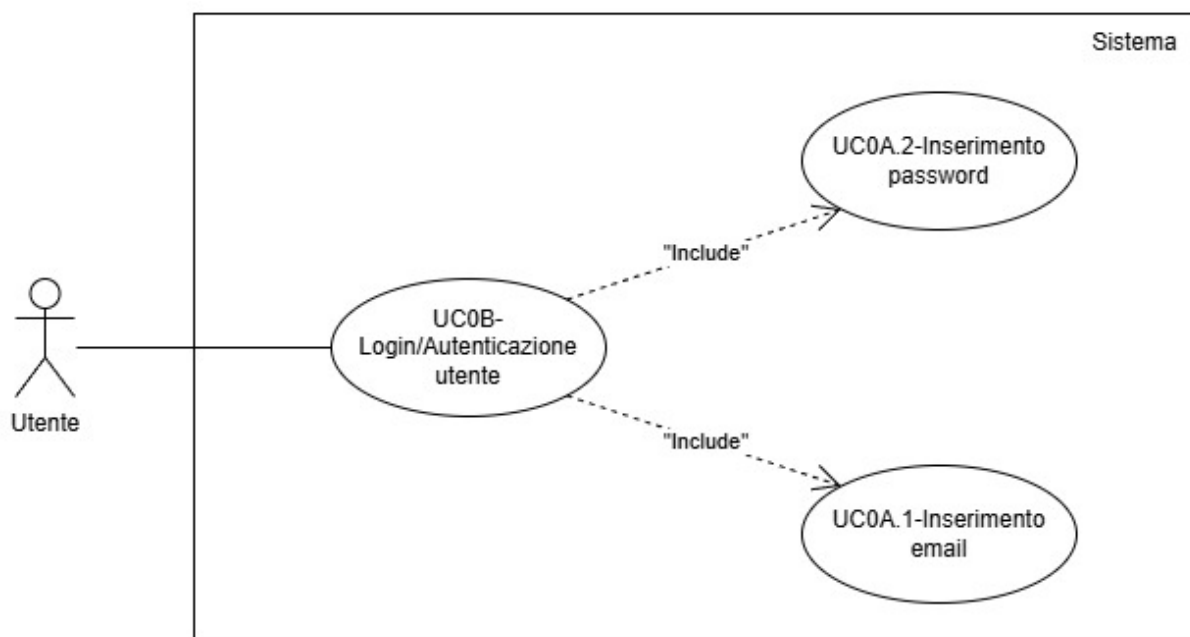 Sistema
UC0A.2-Inserimento
password
"Include"
UC0B-
Login/Autenticazione
utente
Utente
"Include"
UC0A.1-Inserimento
email